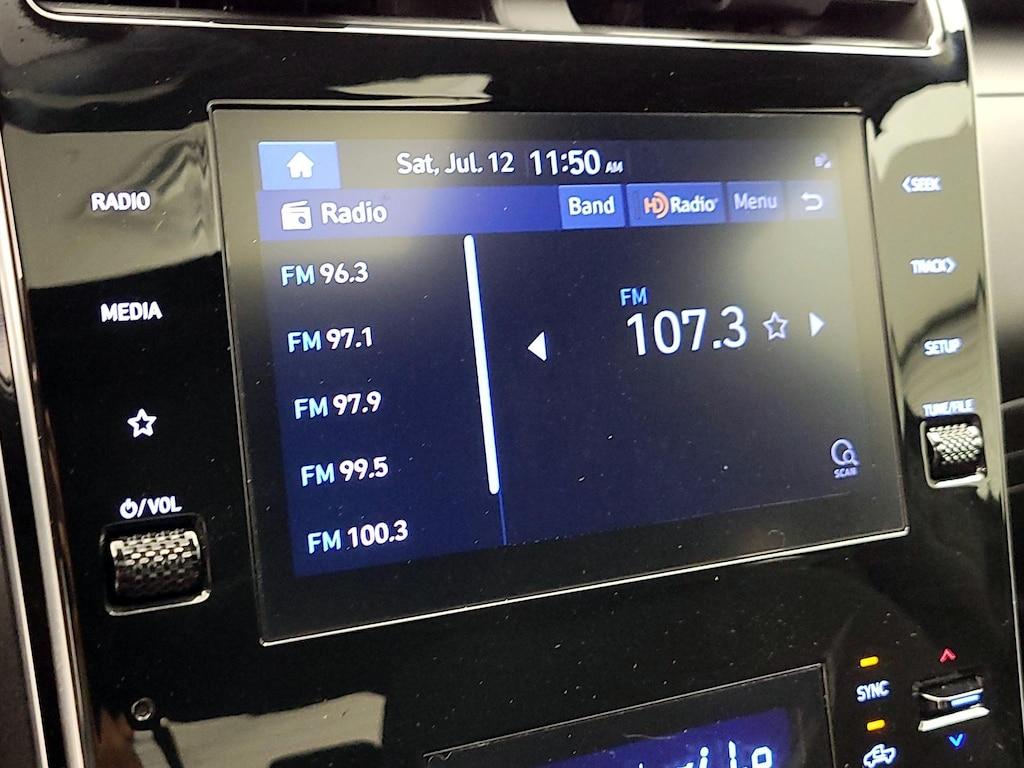 Sat, Jul. 12 11:50 AM
Radio Band HD Radio Menu
FM 96.3
FM 97.1
FM 97.9
FM 99.5
FM 100.3
FM
107.3
SCAN
RADIO
MEDIA
/VOL
<SEEK
TRACK>
SETUP
TUNE/FILE
SYNC